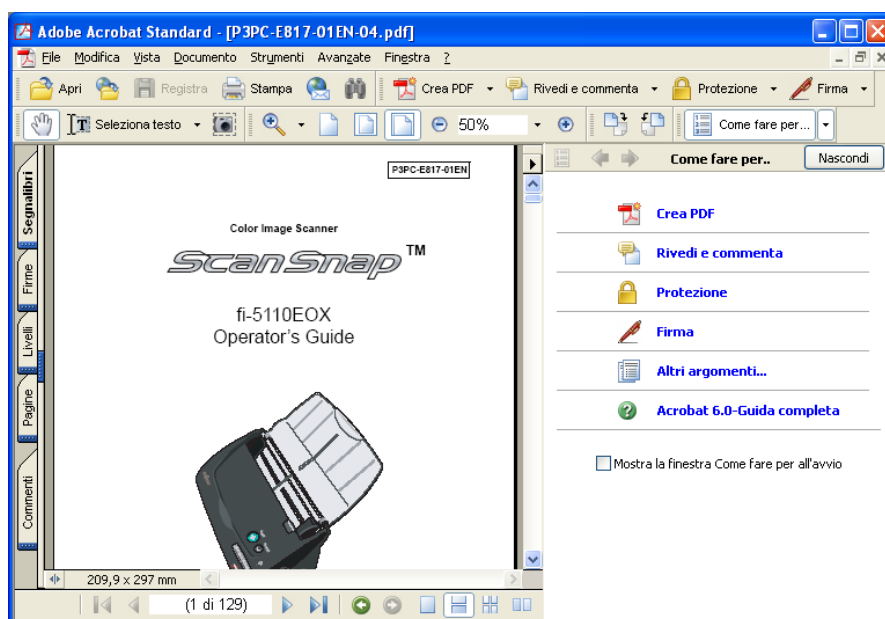 Adobe Acrobat Standard - [P3PC-E817-01EN-04.pdf]
File Modifica Vista Documento Strumenti Avanzate Finestra ?
Apri Registra Stampa Crea PDF Rivedi e commenta Protezione Firma
Seleziona testo 50% Come fare per...
Come fare per.. Nascondi
Segnalibri
Firme
Livelli
Pagine
Commenti
P3PC-E817-01EN
Color Image Scanner
ScanSnap™
fi-5110EOX
Operator's Guide
Crea PDF
Rivedi e commenta
Protezione
Firma
Altri argomenti...
Acrobat 6.0-Guida completa
Mostra la finestra Come fare per all'avvio
209,9 x 297 mm
(1 di 129)